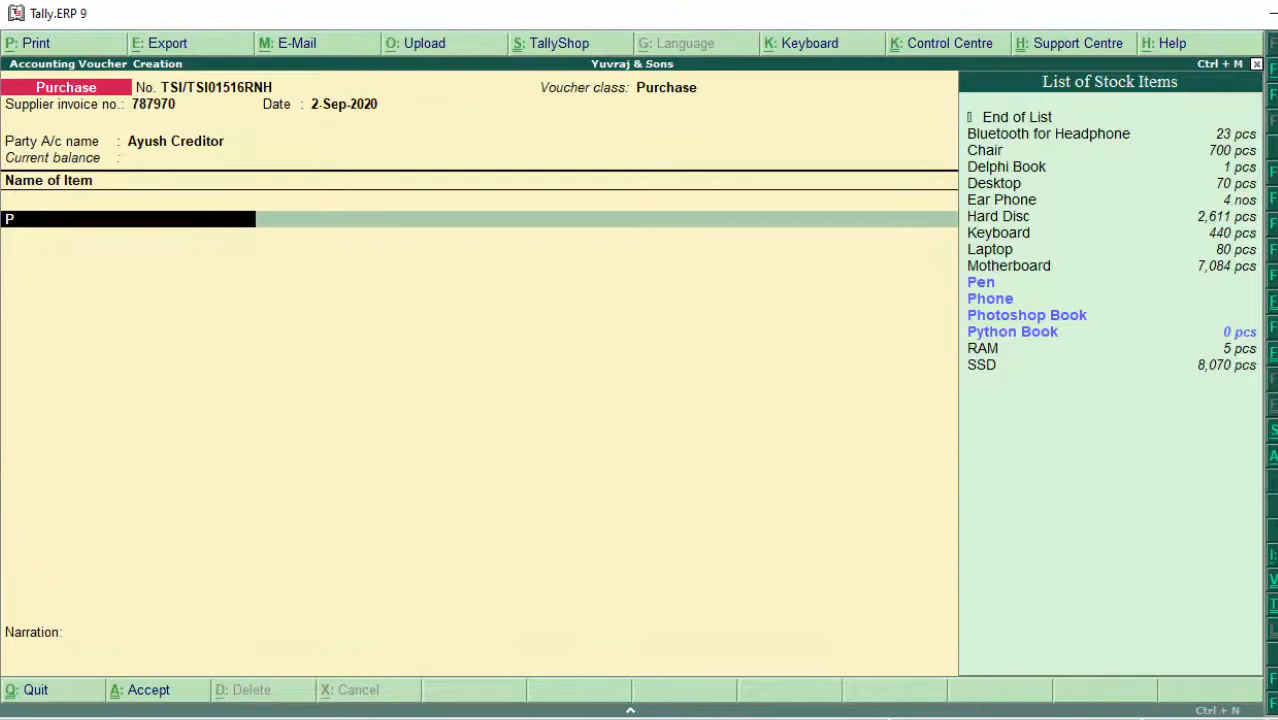 Tally.ERP 9
P: Print E: Export M: E-Mail O: Upload S: TallyShop G: Language K: Keyboard K: Control Centre H: Support Centre H: Help
Accounting Voucher Creation Yuvraj & Sons Ctrl + M
Purchase No. TSI/TSI01516RNH Voucher class: Purchase
Supplier invoice no.: 787970 Date : 2-Sep-2020
Party A/c name : Ayush Creditor
Current balance :
Name of Item
P
List of Stock Items
End of List
Bluetooth for Headphone 23 pcs
Chair 700 pcs
Delphi Book 1 pcs
Desktop 70 pcs
Ear Phone 4 nos
Hard Disc 2,611 pcs
Keyboard 440 pcs
Laptop 80 pcs
Motherboard 7,084 pcs
Pen
Phone
Photoshop Book
Python Book 0 pcs
RAM 5 pcs
SSD 8,070 pcs
Narration:
Q: Quit A: Accept D: Delete X: Cancel
Ctrl + N